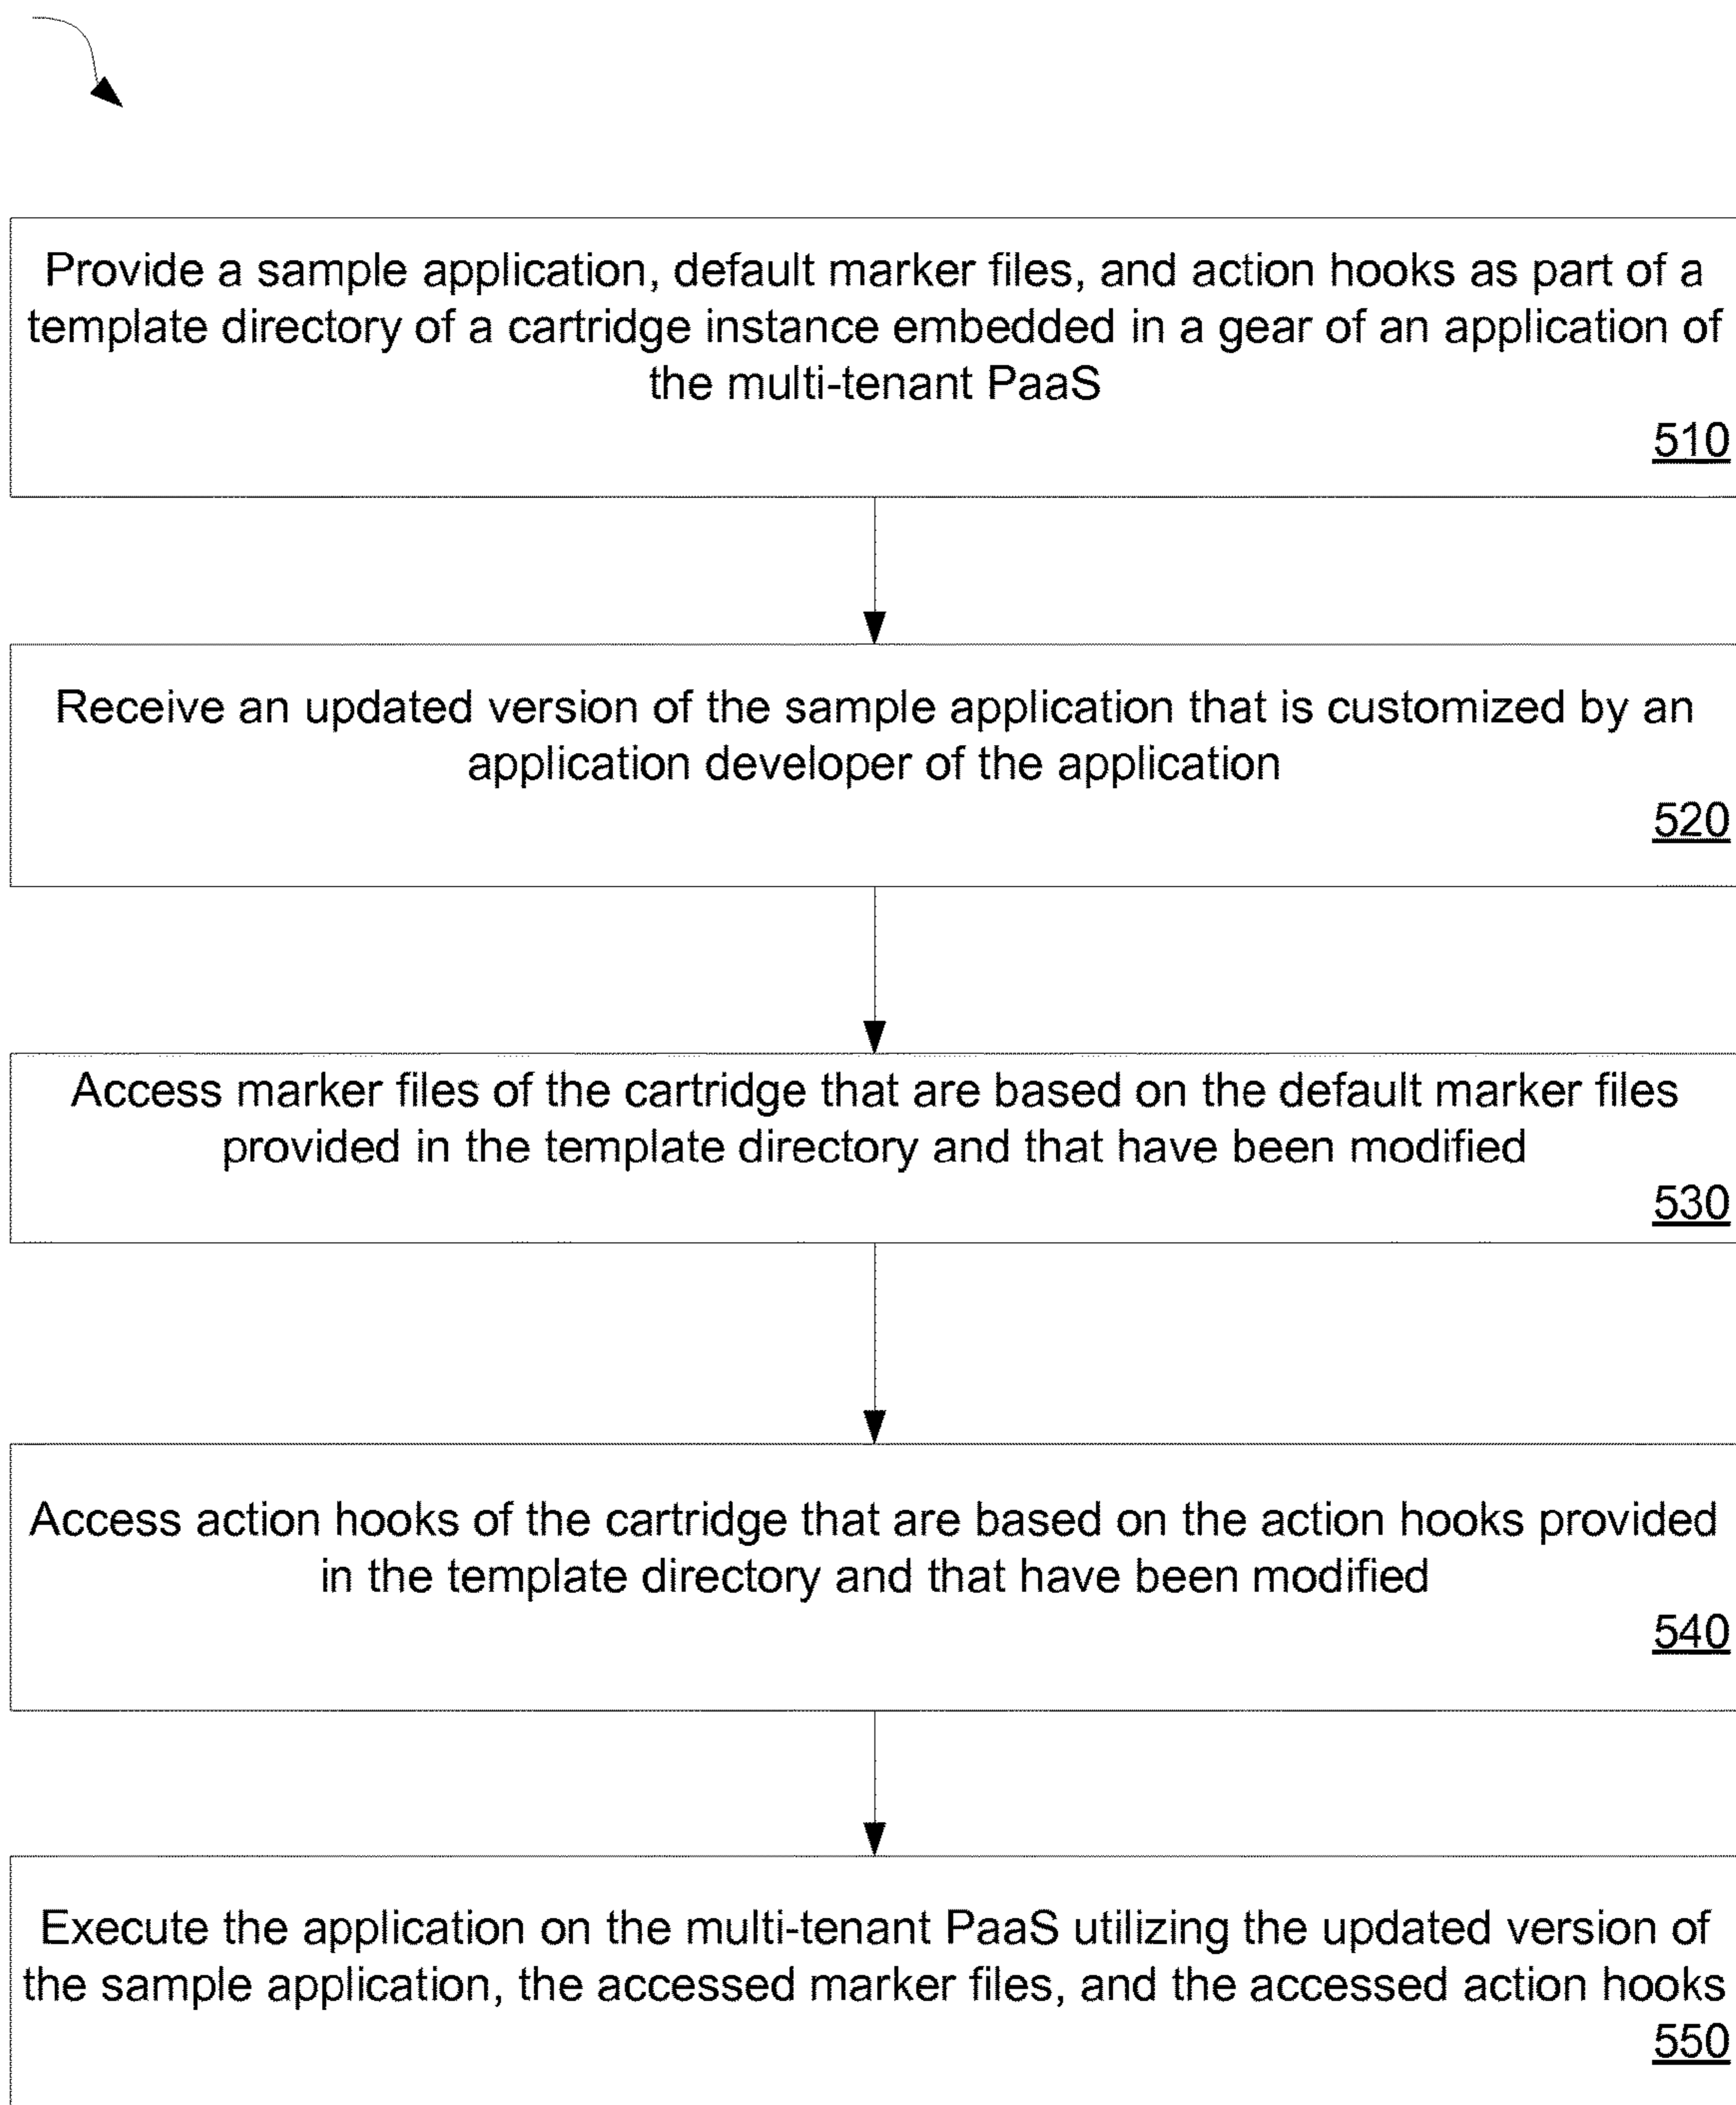 Provide a sample application, default marker files, and action hooks as part of a
template directory of a cartridge instance embedded in a gear of an application of
the multi-tenant PaaS
510
Receive an updated version of the sample application that is customized by an
application developer of the application
520
Access marker files of the cartridge that are based on the default marker files
provided in the template directory and that have been modified
530
Access action hooks of the cartridge that are based on the action hooks provided
in the template directory and that have been modified
540
Execute the application on the multi-tenant PaaS utilizing the updated version of
the sample application, the accessed marker files, and the accessed action hooks
550